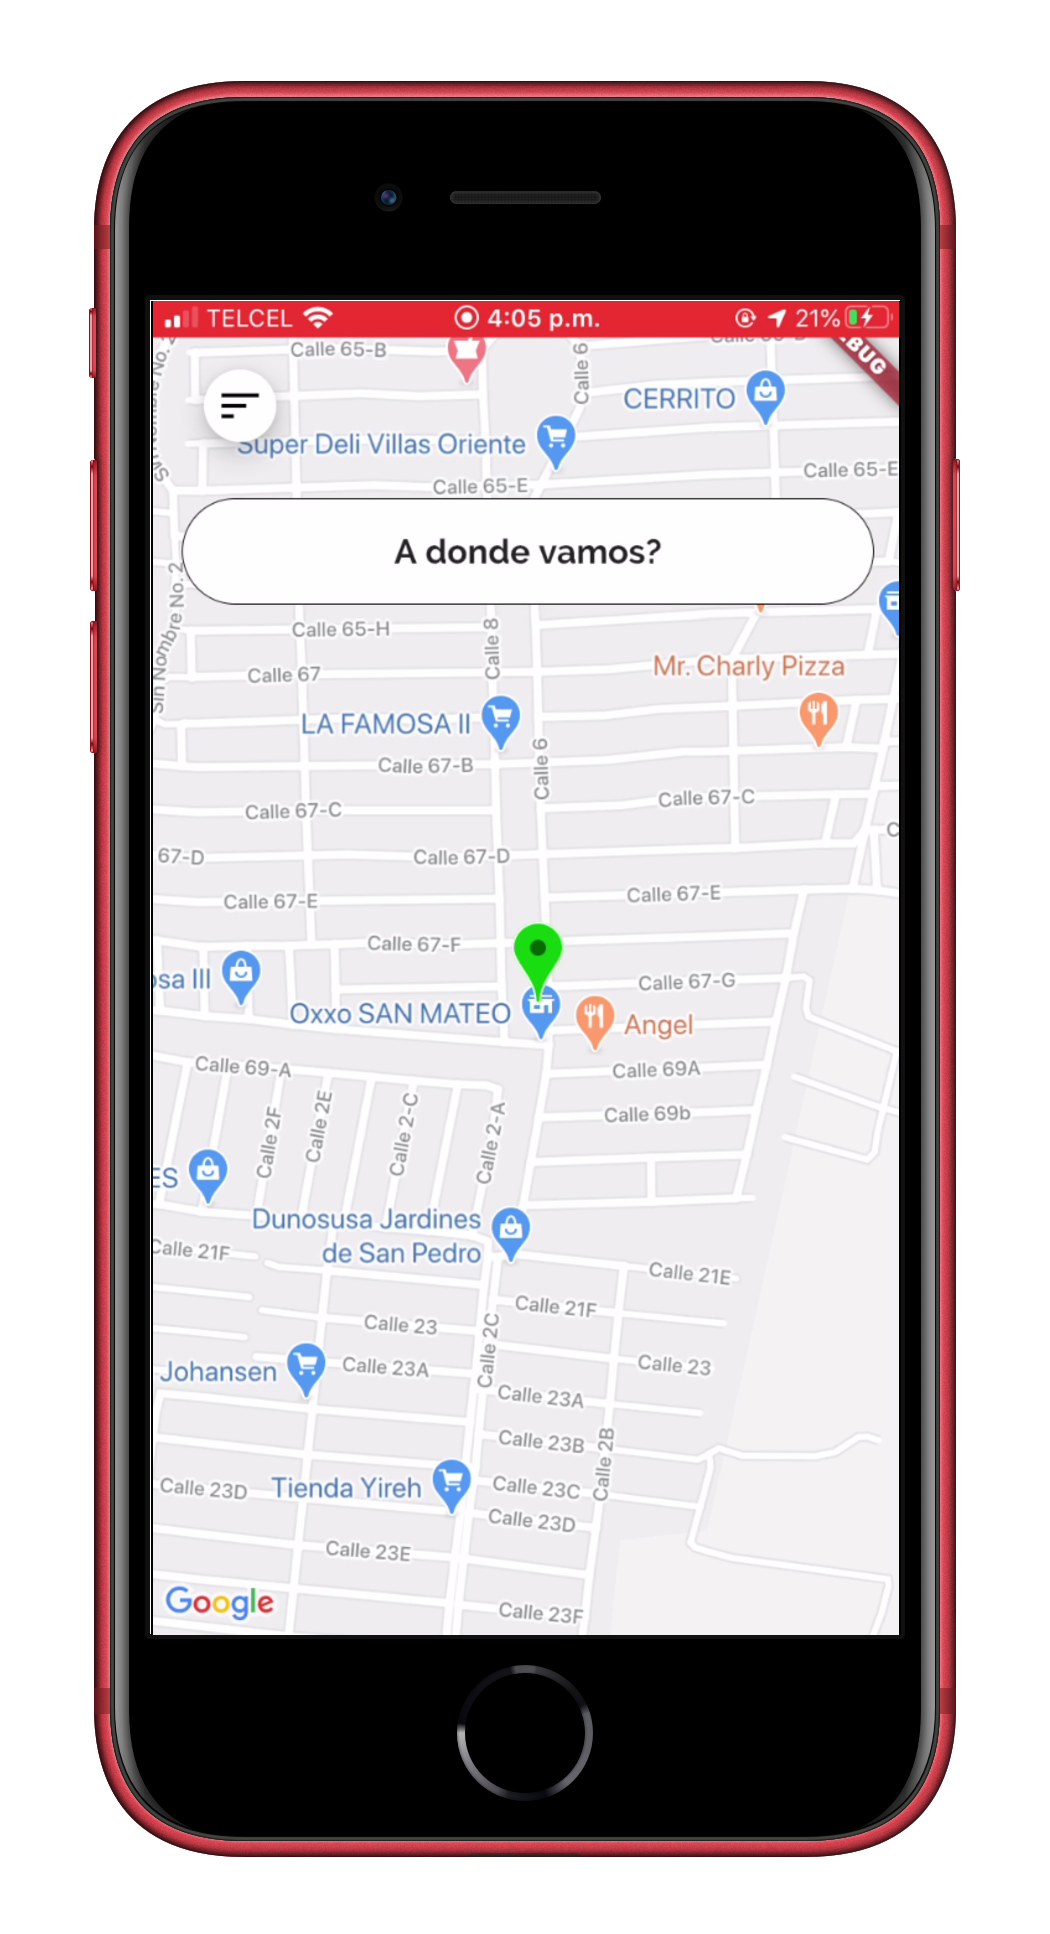 TELCEL 4:05 p.m. 21%
Calle 65-B
Calle 6
BUG
CERRITO
Super Deli Villas Oriente
Calle 65-E
Calle 65-E
A donde vamos?
Sin Nombre No. 2
Calle 65-H
Calle 8
Calle 67
Mr. Charly Pizza
LA FAMOSA II
Calle 6
Calle 67-B
Calle 67-C
Calle 67-C
67-D
Calle 67-D
Calle 67-E
Calle 67-E
Calle 67-F
osa III
Calle 67-G
Oxxo SAN MATEO
Angel
Calle 69-A
Calle 69A
Calle 2F
Calle 2E
Calle 2-C
Calle 2-A
Calle 69b
ES
Dunosusa Jardines
de San Pedro
Calle 21F
Calle 21E
Calle 21F
Calle 23
Calle 2C
Calle 23
Johansen
Calle 23A
Calle 23A
Calle 23B
Calle 2B
Calle 23D
Tienda Yireh
Calle 23C
Calle 23D
Calle 23E
Google
Calle 23F